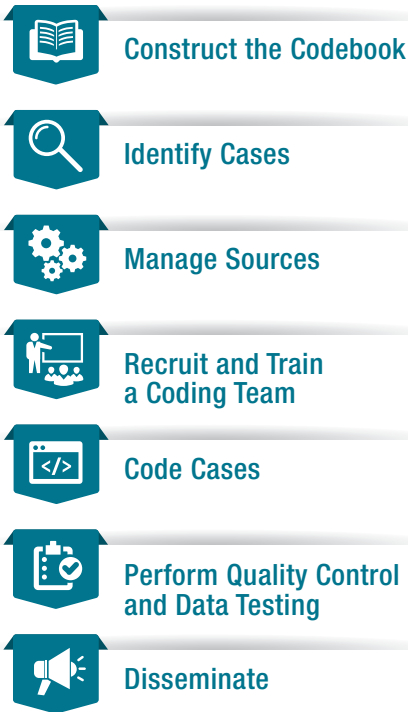 Construct the Codebook
Identify Cases
Manage Sources
Recruit and Train
a Coding Team
</>
Code Cases
Perform Quality Control
and Data Testing
Disseminate